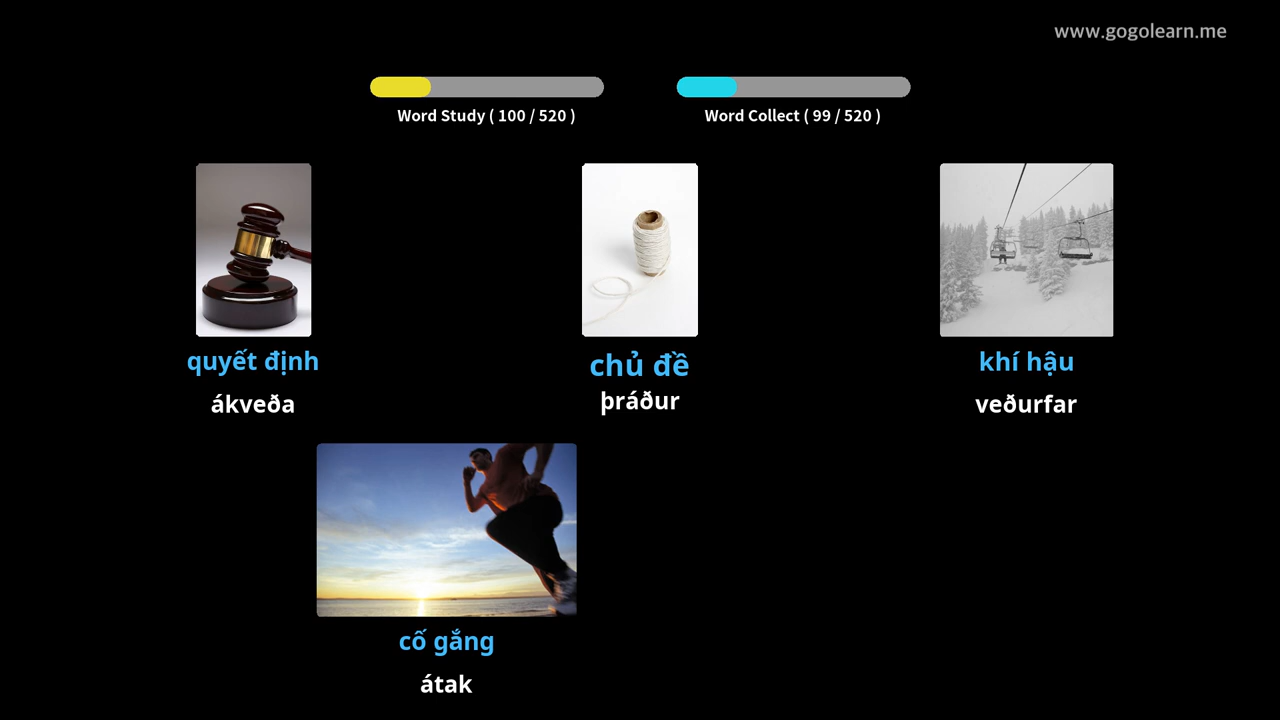 www.gogolearn.me
Word Study ( 100 / 520 )
Word Collect ( 99 / 520 )
quyết định
chủ đề
khí hậu
ákveða
þráður
veðurfar
cố gắng
átak